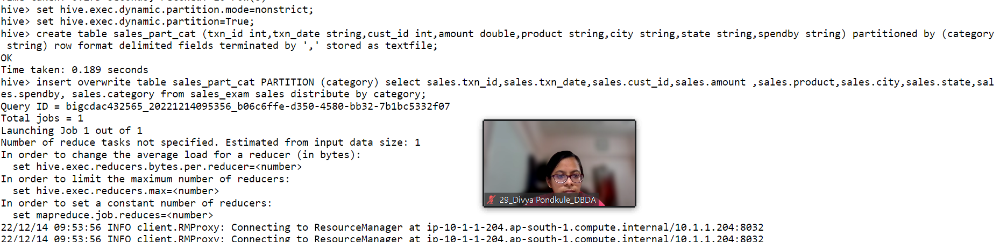 hive> set hive.exec.dynamic.partition.mode=nonstrict;
hive> set hive.exec.dynamic.partition=True;
hive> create table sales_part_cat (txn_id int,txn_date string,cust_id int,amount double,product string,city string,state string,spendby string) partitioned by (category
 string) row format delimited fields terminated by ',' stored as textfile;
OK
Time taken: 0.189 seconds
hive> insert overwrite table sales_part_cat PARTITION (category) select sales.txn_id,sales.txn_date,sales.cust_id,sales.amount ,sales.product,sales.city,sales.state,sal
es.spendby, sales.category from sales_exam sales distribute by category;
Query ID = bigcdac432565_20221214095356_b06c6ffe-d350-4580-bb32-7b1bc5332f07
Total jobs = 1
Launching Job 1 out of 1
Number of reduce tasks not specified. Estimated from input data size: 1
In order to change the average load for a reducer (in bytes):
  set hive.exec.reducers.bytes.per.reducer=<number>
In order to limit the maximum number of reducers:
  set hive.exec.reducers.max=<number>
In order to set a constant number of reducers:
  set mapreduce.job.reduces=<number>
29_Divya Pondkule_DBDA
22/12/14 09:53:56 INFO client.RMProxy: Connecting to ResourceManager at ip-10-1-1-204.ap-south-1.compute.internal/10.1.1.204:8032
22/12/14 09:53:56 INFO client.RMProxy: Connecting to ResourceManager at ip-10-1-1-204.ap-south-1.compute.internal/10.1.1.204:8032